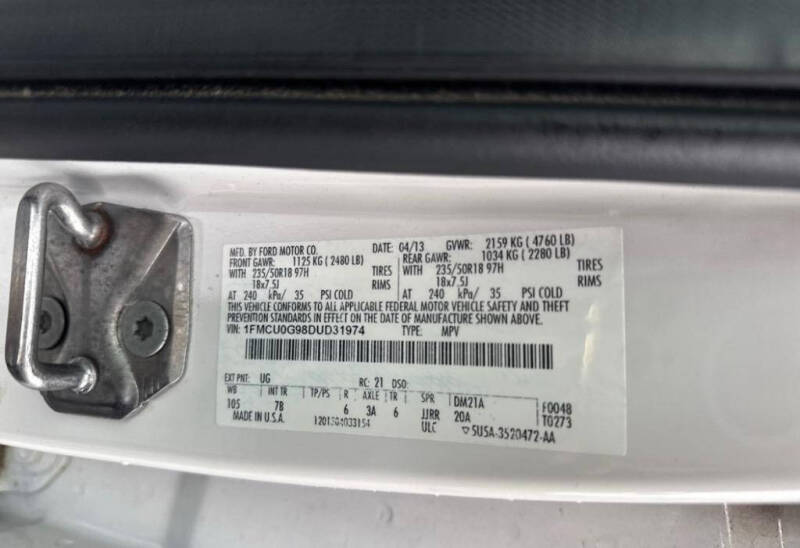 MFD. BY FORD MOTOR CO. DATE: 04/13 GVWR: 2159 KG ( 4760 LB)
FRONT GAWR: 1125 KG ( 2480 LB) REAR GAWR: 1034 KG ( 2280 LB)
WITH 235/50R18 97H TIRES WITH 235/50R18 97H TIRES
18x7.5J RIMS 18x7.5J RIMS
AT 240 kPa/ 35 PSI COLD AT 240 kPa/ 35 PSI COLD
THIS VEHICLE CONFORMS TO ALL APPLICABLE FEDERAL MOTOR VEHICLE SAFETY AND THEFT
PREVENTION STANDARDS IN EFFECT ON THE DATE OF MANUFACTURE SHOWN ABOVE.
VIN: 1FMCU0G98DUD31974 TYPE: MPV
EXT PNT: UG RC: 21 DSO:
WB INT TR TP/PS R AXLE TR SPR DM21A F0048
105 7B 6 3A 6 JJRR 20A T0273
MADE IN U.S.A. ULC ▽5U5A-3520472-AA